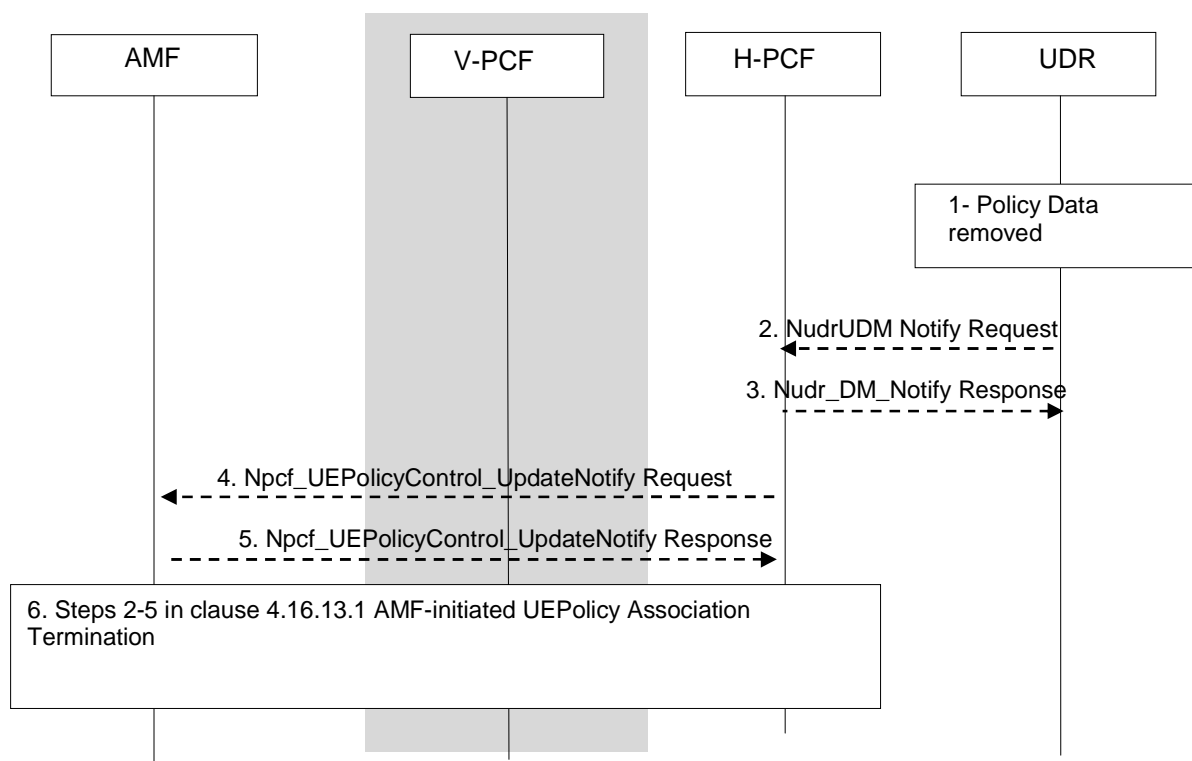 AMF
V-PCF
H-PCF
UDR
1- Policy Data
removed
2. NudrUDM Notify Request
3. Nudr_DM_Notify Response
4. Npcf_UEPolicyControl_UpdateNotify Request
5. Npcf_UEPolicyControl_UpdateNotify Response
6. Steps 2-5 in clause 4.16.13.1 AMF-initiated UEPolicy Association
Termination